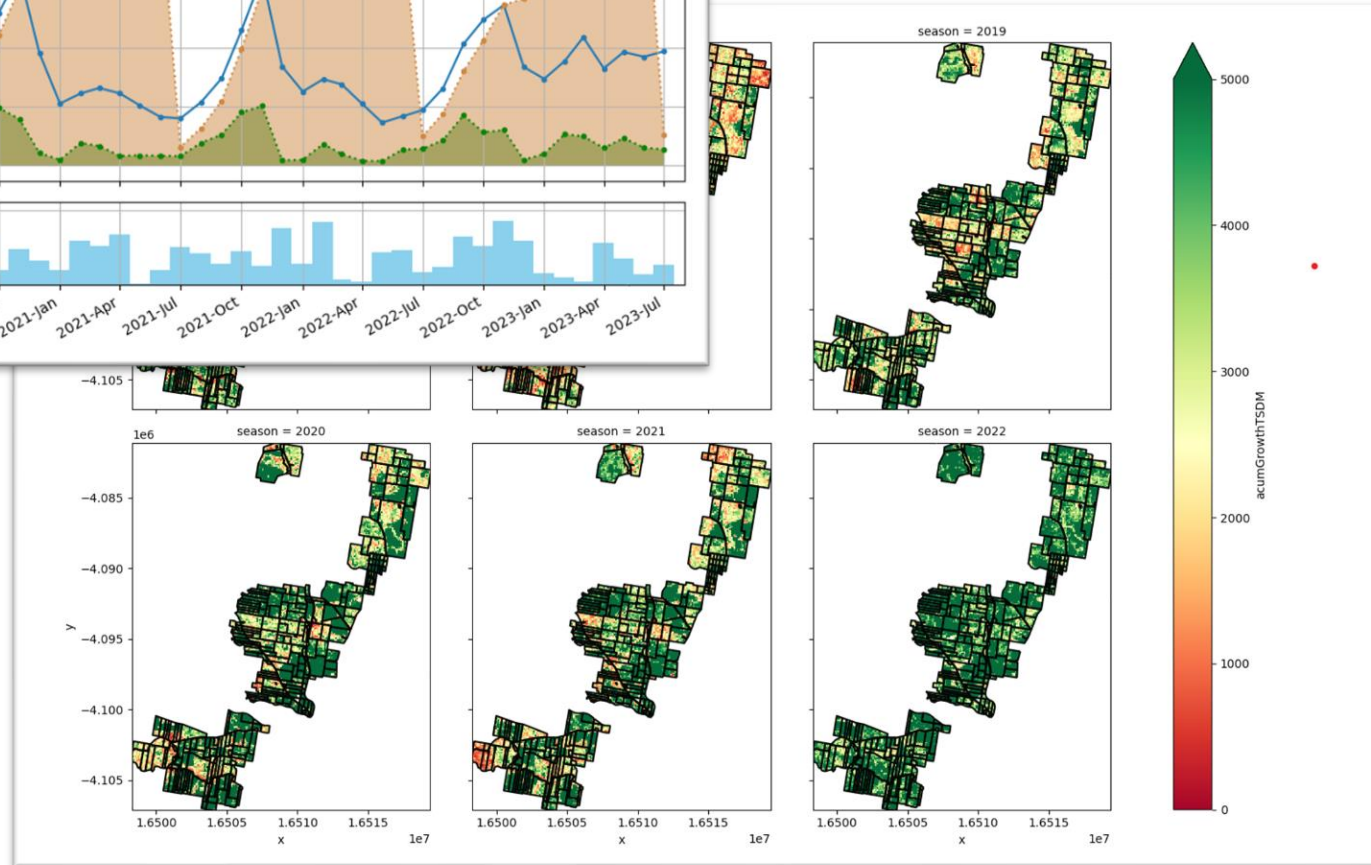 2021-Jan
2021-Apr
2021-Jul
2021-Oct
2022-Jan
2022-Apr
2022-Jul
2022-Oct
2023-Jan
2023-Apr
2023-Jul
season = 2019
−4.105
1e6
season = 2020
season = 2021
season = 2022
−4.085
−4.090
−4.095
−4.100
−4.105
y
1.6500 1.6505 1.6510 1.6515
x 1e7
1.6500 1.6505 1.6510 1.6515
x 1e7
1.6500 1.6505 1.6510 1.6515
x 1e7
5000
4000
3000
2000
1000
0
acumGrowthTSDM